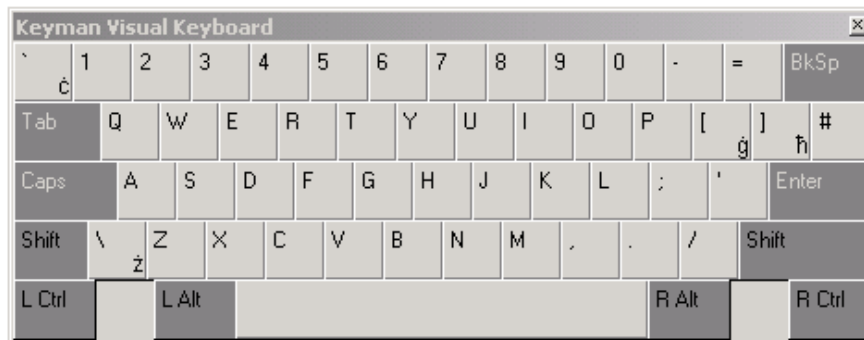 Keyman Visual Keyboard x
` ċ 1 2 3 4 5 6 7 8 9 0 - = BkSp
Tab Q W E R T Y U I O P [ ġ ] ħ #
Caps A S D F G H J K L ; ' Enter
Shift \ ż Z X C V B N M , . / Shift
L Ctrl L Alt R Alt R Ctrl